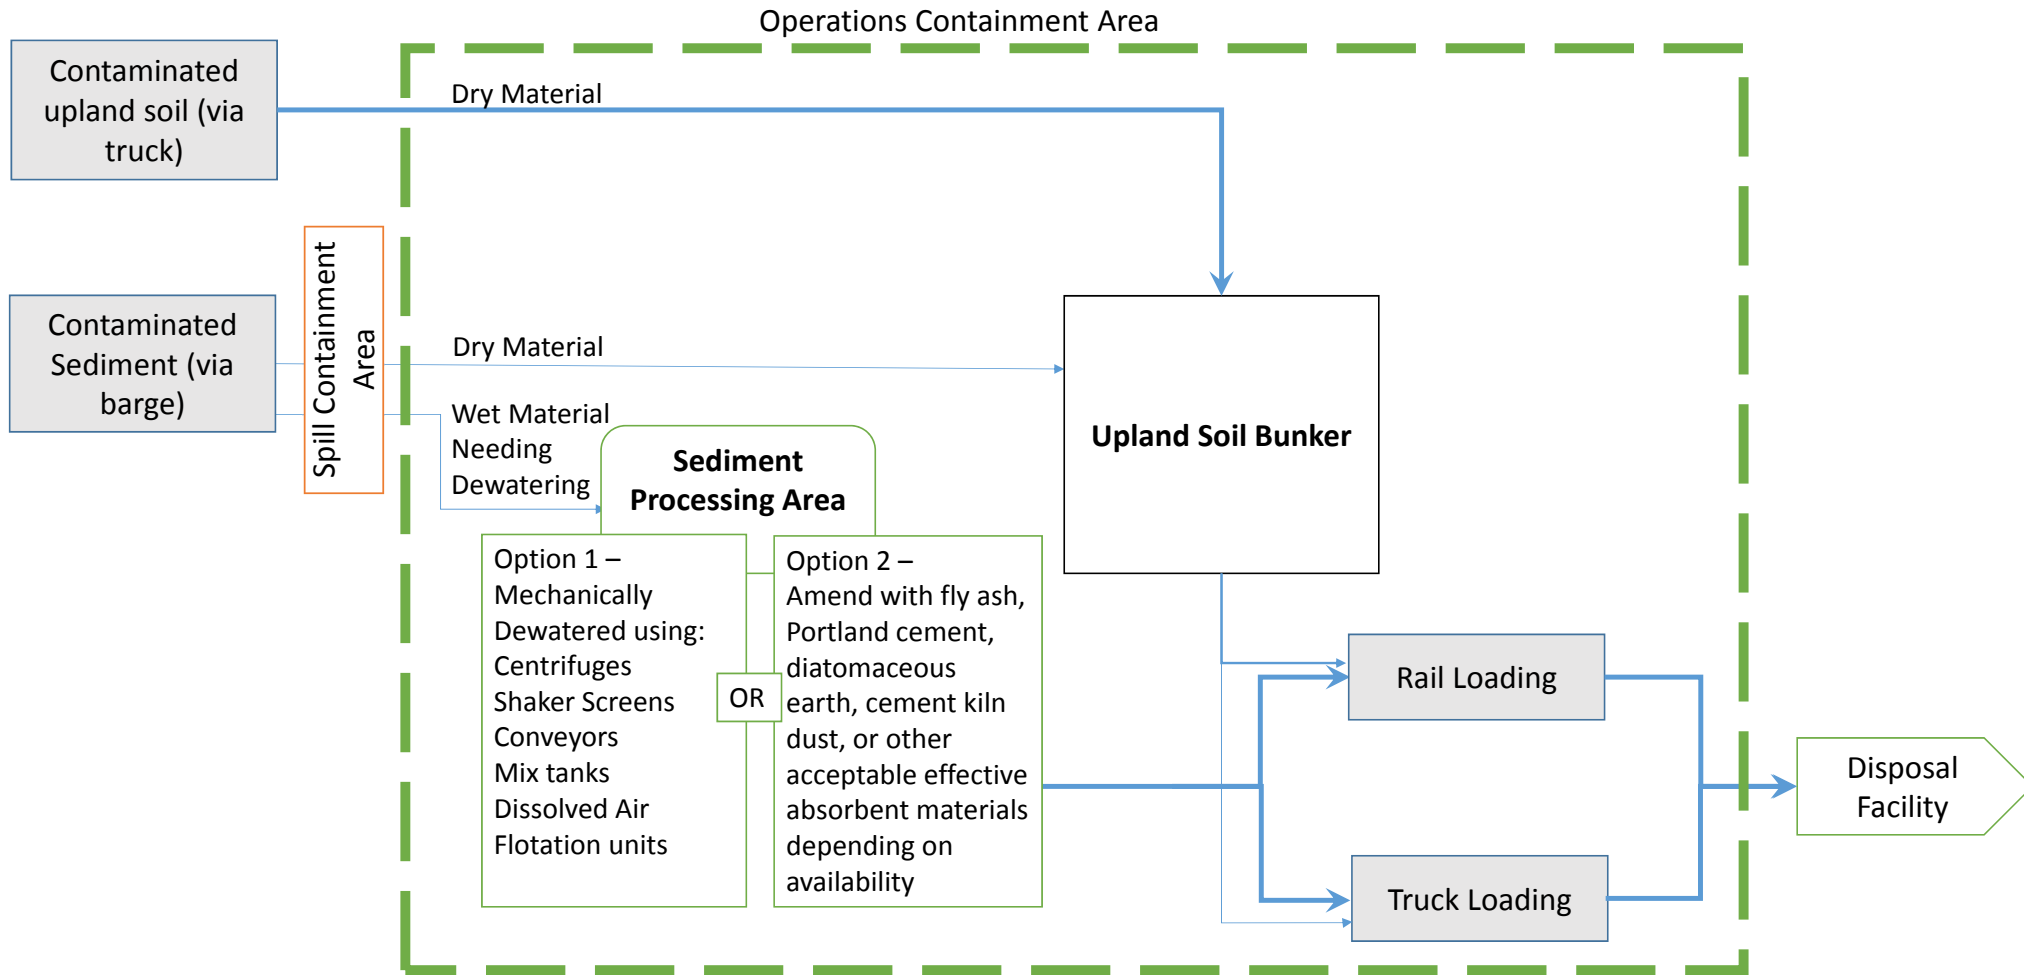 Operations Containment Area
Contaminated
upland soil (via
truck)
Dry Material
Spill Containment
Area
Contaminated
Sediment (via
barge)
Dry Material
Wet Material
Needing
Dewatering
Sediment
Processing Area
Upland Soil Bunker
Option 1 –
Mechanically
Dewatered using:
Centrifuges
Shaker Screens
Conveyors
Mix tanks
Dissolved Air
Flotation units
OR
Option 2 –
Amend with fly ash,
Portland cement,
diatomaceous
earth, cement kiln
dust, or other
acceptable effective
absorbent materials
depending on
availability
Rail Loading
Truck Loading
Disposal
Facility